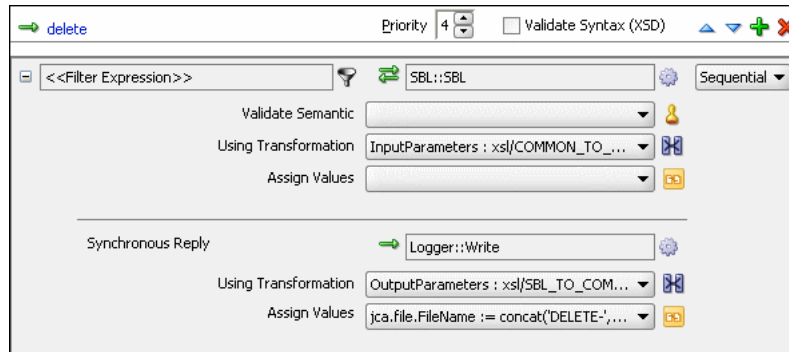 delete Priority 4 Validate Syntax (XSD)
<<Filter Expression>> SBL::SBL Sequential
Validate Semantic
Using Transformation InputParameters : xsl/COMMON_TO_...
Assign Values
Synchronous Reply Logger::Write
Using Transformation OutputParameters : xsl/SBL_TO_COM...
Assign Values jca.file.FileName := concat('DELETE-',...